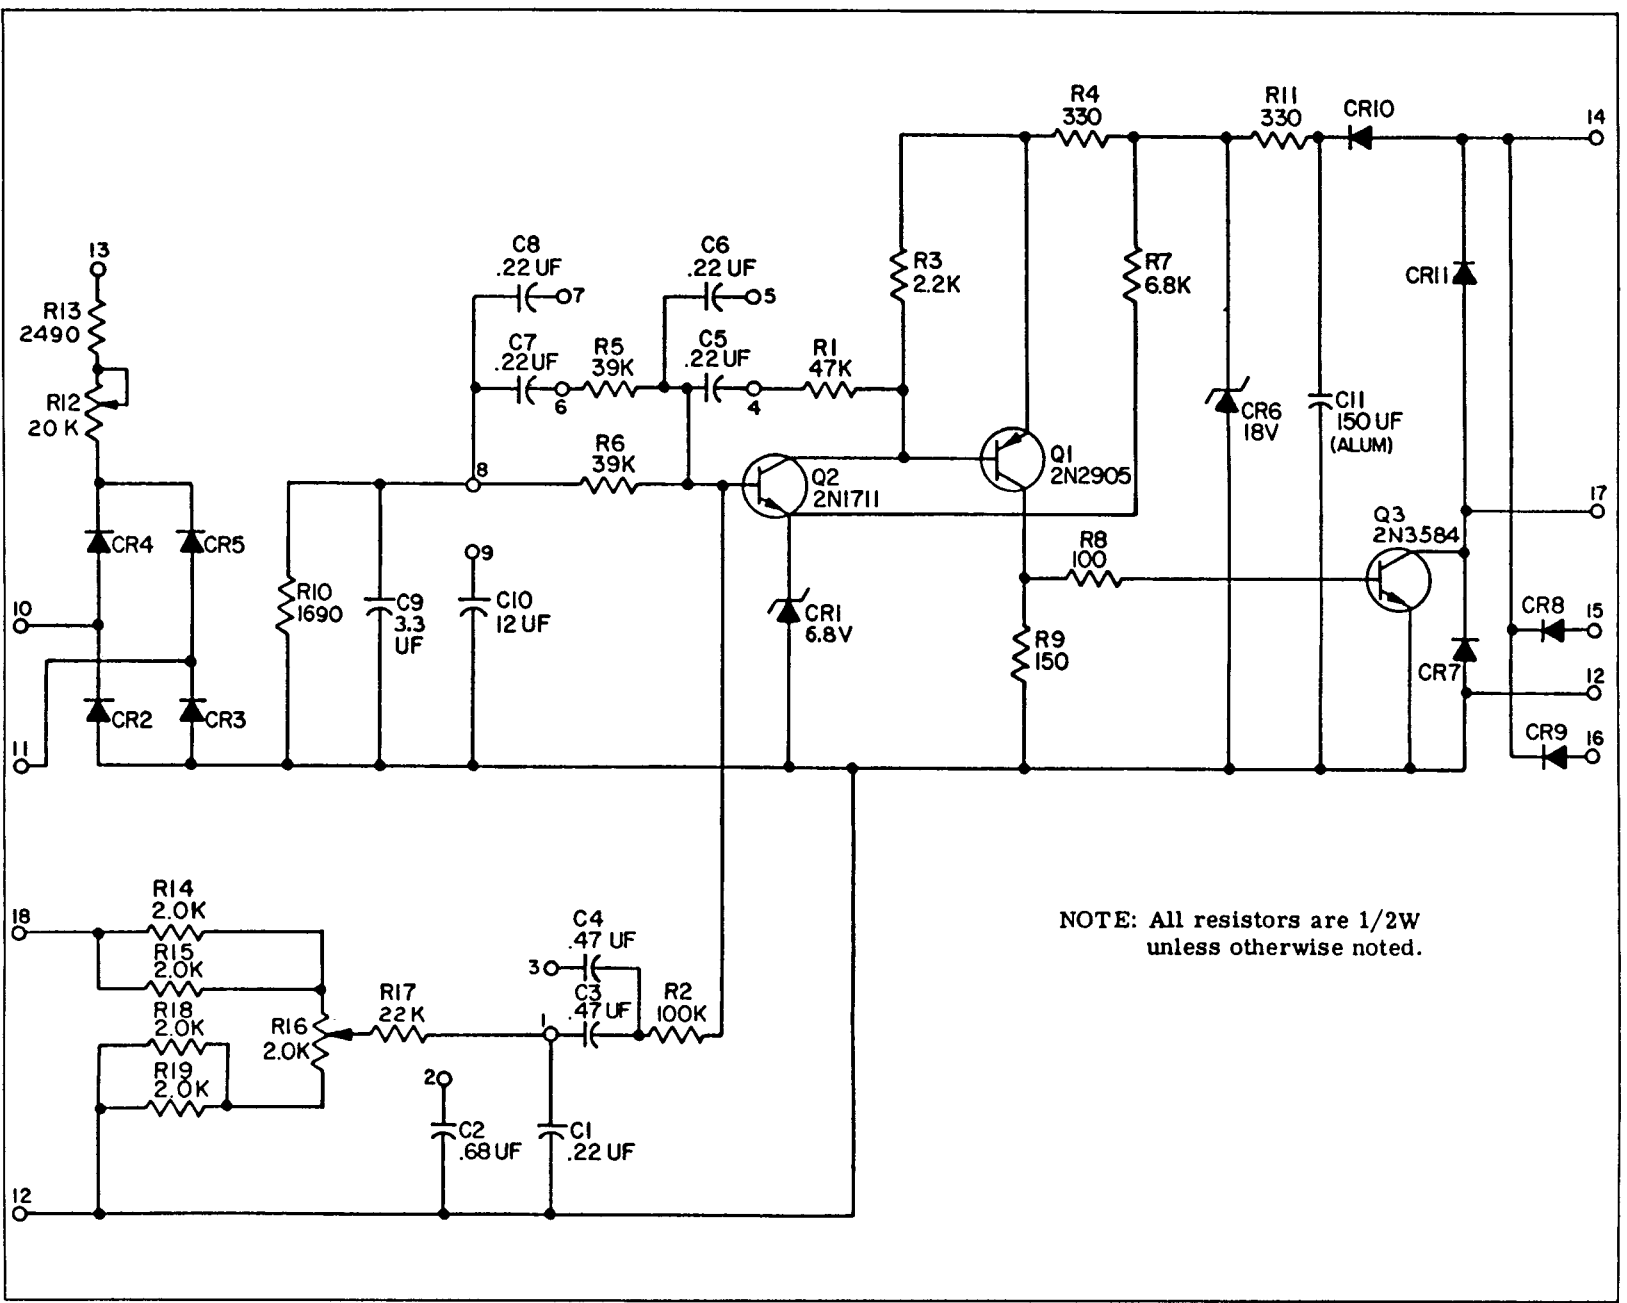 R4
330
R11
330
CR10
14
13
C8
.22 UF
7
C6
.22 UF
5
R3
2.2K
R7
6.8K
CR11
R13
2490
C7
.22UF
6
R5
39K
C5
.22UF
4
R1
47K
R12
20 K
CR6
18V
C11
150 UF
(ALUM)
8
R6
39K
Q2
2N1711
Q1
2N2905
17
Q3
2N3584
CR4
CR5
9
R8
100
10
R10
1690
C9
3.3
UF
C10
12 UF
CR1
6.8V
R9
150
CR8
15
CR7
12
CR2
CR3
11
CR9
16
R14
2.0K
18
R15
2.0K
R18
2.0K
R19
2.0K
R16
2.0K
R17
22K
1
C4
.47 UF
3
C3
.47 UF
R2
100K
2
C2
.68 UF
C1
.22 UF
12
NOTE: All resistors are 1/2W
unless otherwise noted.